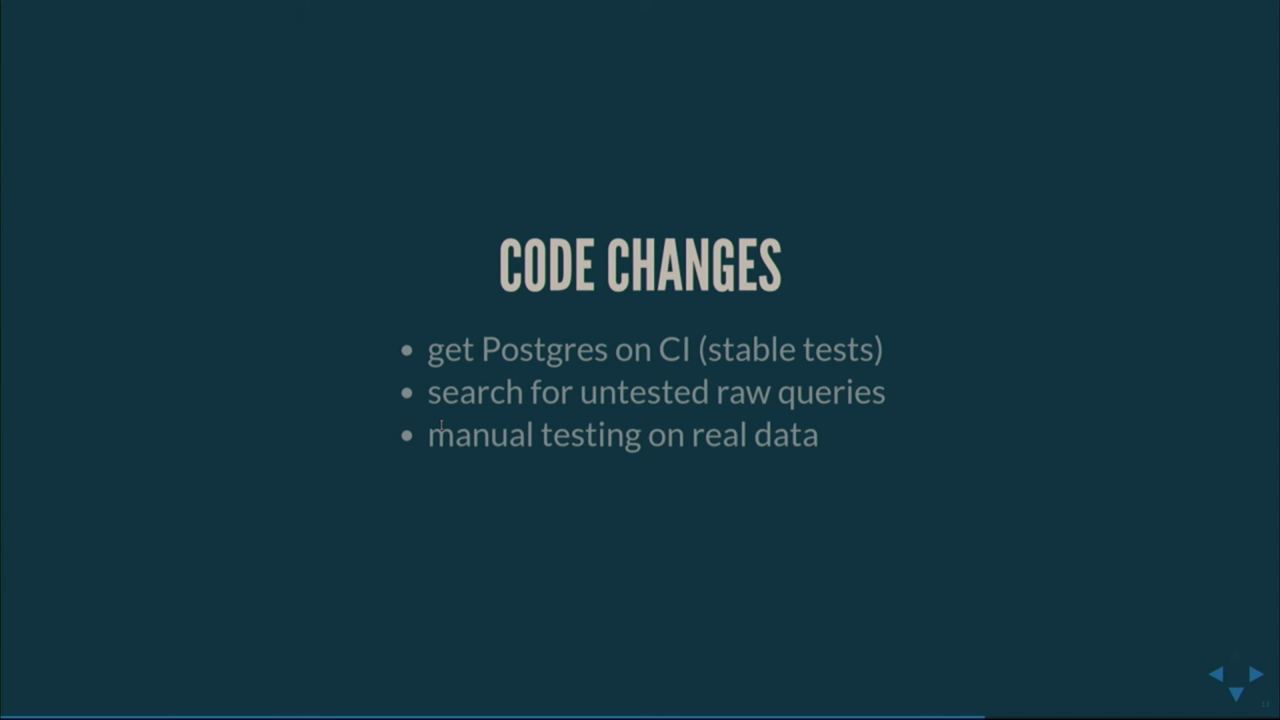 CODE CHANGES
get Postgres on CI (stable tests)
search for untested raw queries
manual testing on real data